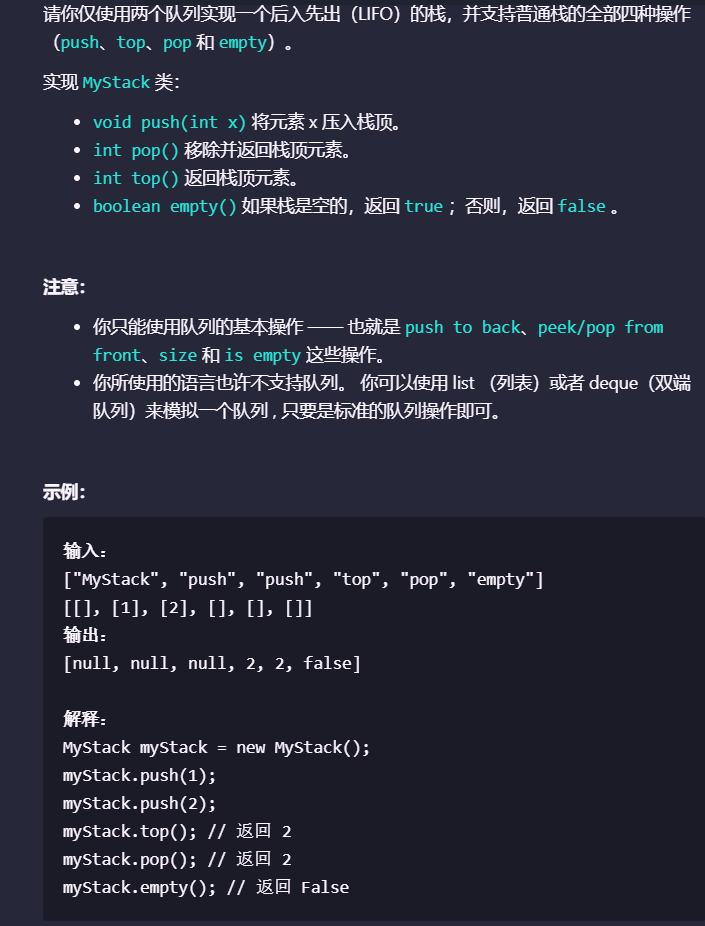 请你仅使用两个队列实现一个后入先出（LIFO）的栈，并支持普通栈的全部四种操作
（push、top、pop 和 empty）。
实现 MyStack 类：
• void push(int x) 将元素 x 压入栈顶。
• int pop() 移除并返回栈顶元素。
• int top() 返回栈顶元素。
• boolean empty() 如果栈是空的，返回 true ；否则，返回 false 。
注意：
• 你只能使用队列的基本操作 —— 也就是 push to back、peek/pop from
front、size 和 is empty 这些操作。
• 你所使用的语言也许不支持队列。 你可以使用 list （列表）或者 deque（双端
队列）来模拟一个队列 , 只要是标准的队列操作即可。
示例：
输入：
["MyStack", "push", "push", "top", "pop", "empty"]
[[], [1], [2], [], [], []]
输出：
[null, null, null, 2, 2, false]
解释：
MyStack myStack = new MyStack();
myStack.push(1);
myStack.push(2);
myStack.top(); // 返回 2
myStack.pop(); // 返回 2
myStack.empty(); // 返回 False